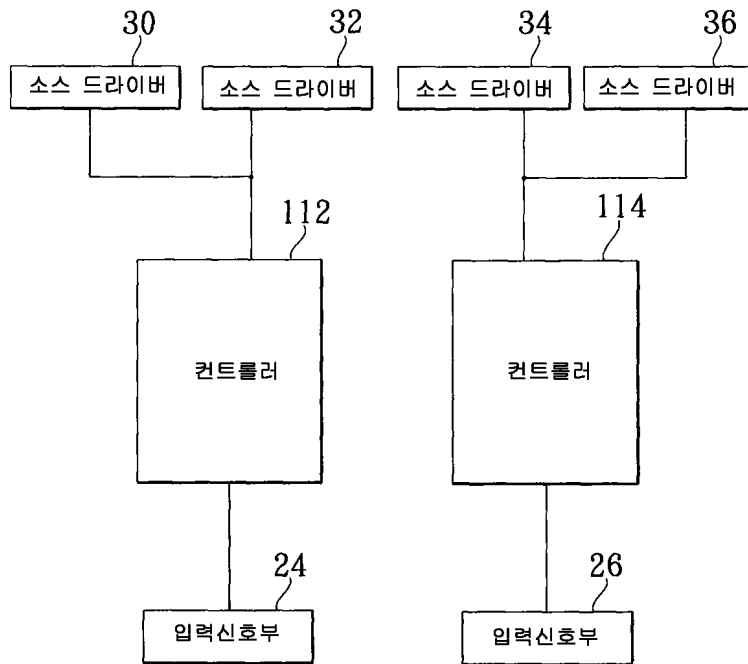 30
32
34
36
소스 드라이버
소스 드라이버
소스 드라이버
소스 드라이버
112
114
컨트롤러
컨트롤러
24
26
입력신호부
입력신호부